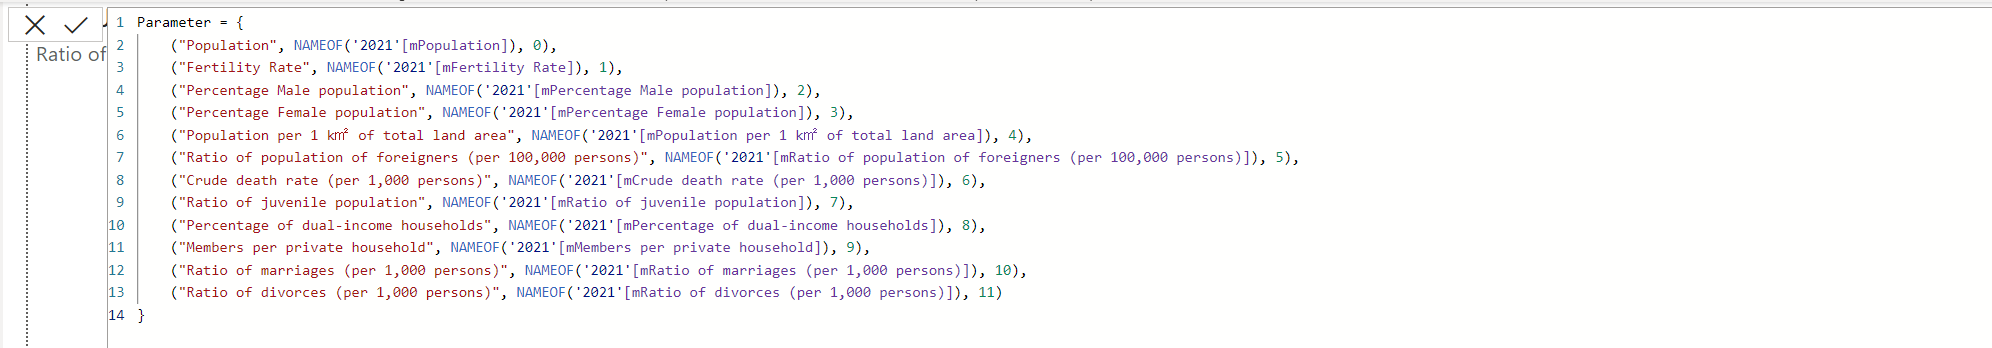 1 Parameter = {
2 ("Population", NAMEOF('2021'[mPopulation]), 0),
Ratio of
3 ("Fertility Rate", NAMEOF('2021'[mFertility Rate]), 1),
4 ("Percentage Male population", NAMEOF('2021'[mPercentage Male population]), 2),
5 ("Percentage Female population", NAMEOF('2021'[mPercentage Female population]), 3),
6 ("Population per 1 k㎡ of total land area", NAMEOF('2021'[mPopulation per 1 k㎡ of total land area]), 4),
7 ("Ratio of population of foreigners (per 100,000 persons)", NAMEOF('2021'[mRatio of population of foreigners (per 100,000 persons)]), 5),
8 ("Crude death rate (per 1,000 persons)", NAMEOF('2021'[mCrude death rate (per 1,000 persons)]), 6),
9 ("Ratio of juvenile population", NAMEOF('2021'[mRatio of juvenile population]), 7),
10 ("Percentage of dual-income households", NAMEOF('2021'[mPercentage of dual-income households]), 8),
11 ("Members per private household", NAMEOF('2021'[mMembers per private household]), 9),
12 ("Ratio of marriages (per 1,000 persons)", NAMEOF('2021'[mRatio of marriages (per 1,000 persons)]), 10),
13 ("Ratio of divorces (per 1,000 persons)", NAMEOF('2021'[mRatio of divorces (per 1,000 persons)]), 11)
14 }